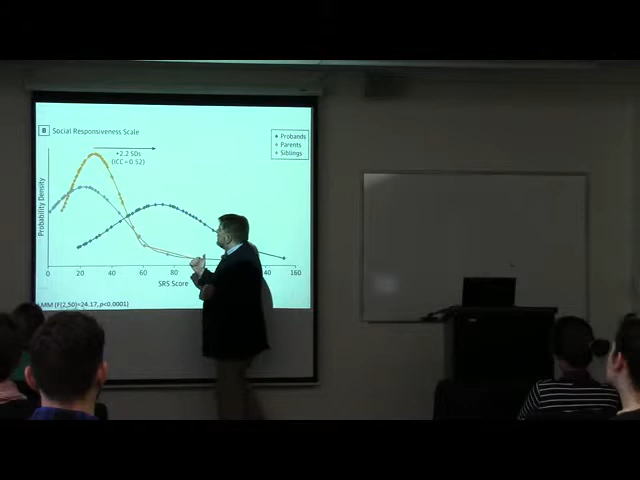 B Social Responsiveness Scale
Probands
Parents
Siblings
+2.2 SDs
(ICC = 0.52)
Probability Density
0 20 40 60 80 140 160
SRS Score
MM (F[2,50]=24.17, p<0.0001)